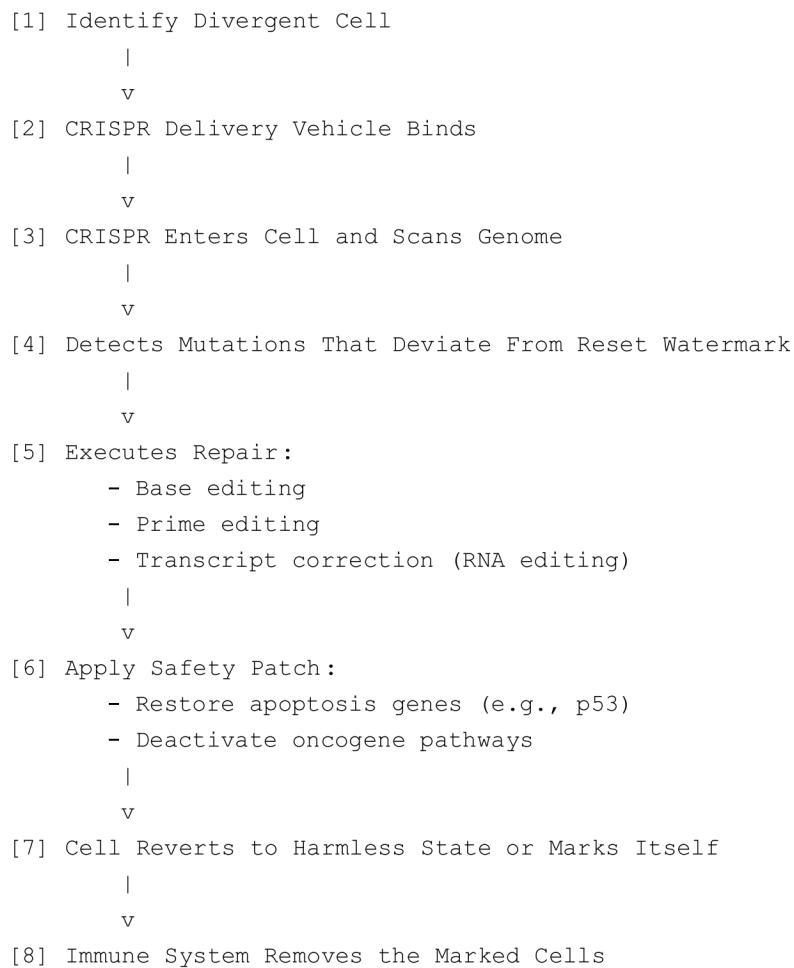 [1] Identify Divergent Cell
|
v
[2] CRISPR Delivery Vehicle Binds
|
v
[3] CRISPR Enters Cell and Scans Genome
|
v
[4] Detects Mutations That Deviate From Reset Watermark
|
v
[5] Executes Repair:
- Base editing
- Prime editing
- Transcript correction (RNA editing)
|
v
[6] Apply Safety Patch:
- Restore apoptosis genes (e.g., p53)
- Deactivate oncogene pathways
|
v
[7] Cell Reverts to Harmless State or Marks Itself
|
v
[8] Immune System Removes the Marked Cells